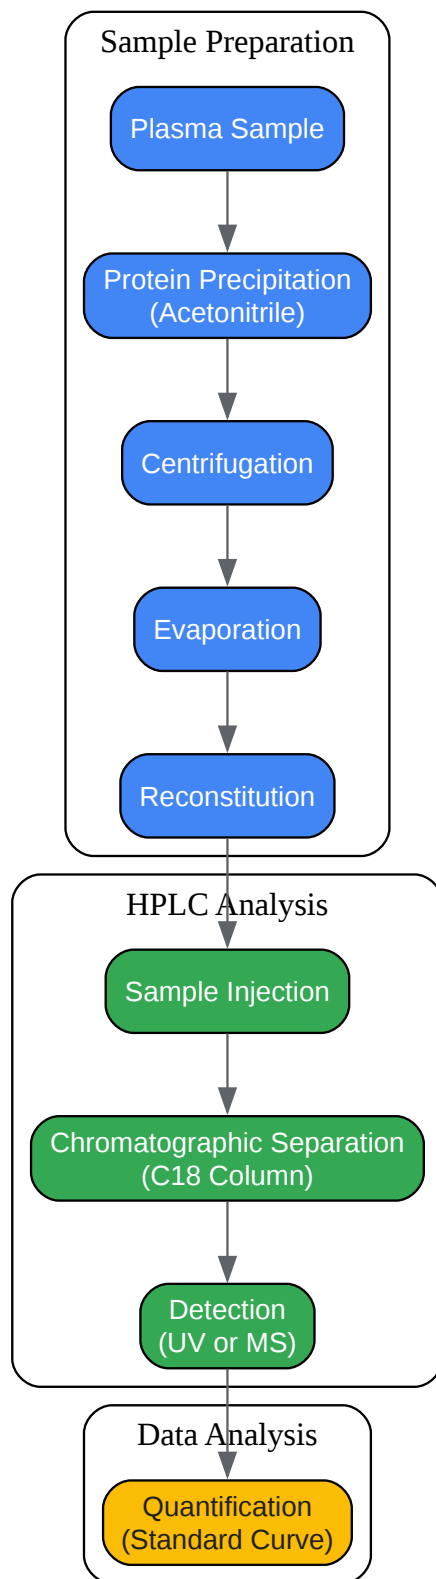 Sample Preparation
Plasma Sample
Protein Precipitation
(Acetonitrile)
Centrifugation
Evaporation
Reconstitution
HPLC Analysis
Sample Injection
Chromatographic Separation
(C18 Column)
Detection
(UV or MS)
Data Analysis
Quantification
(Standard Curve)